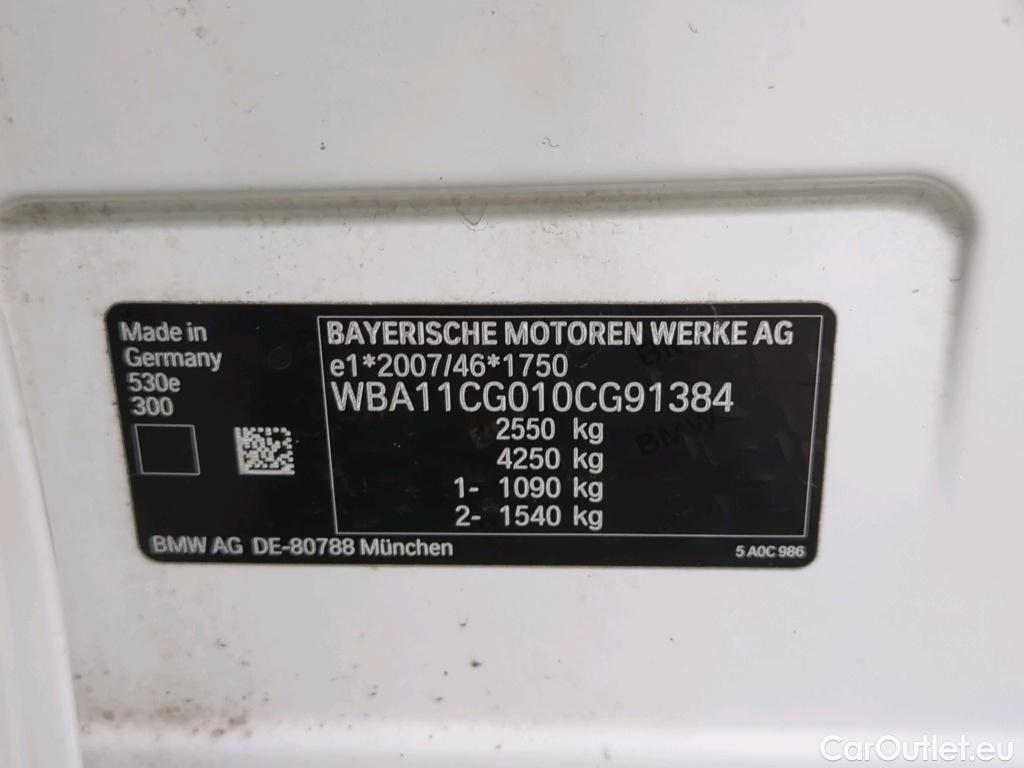 Made in
Germany
530e
300
BAYERISCHE MOTOREN WERKE AG
e1*2007/46*1750
WBA11CG010CG91384
2550 kg
4250 kg
1- 1090 kg
2- 1540 kg
BMW AG DE-80788 München
5 A0C 986
CarOutlet.eu